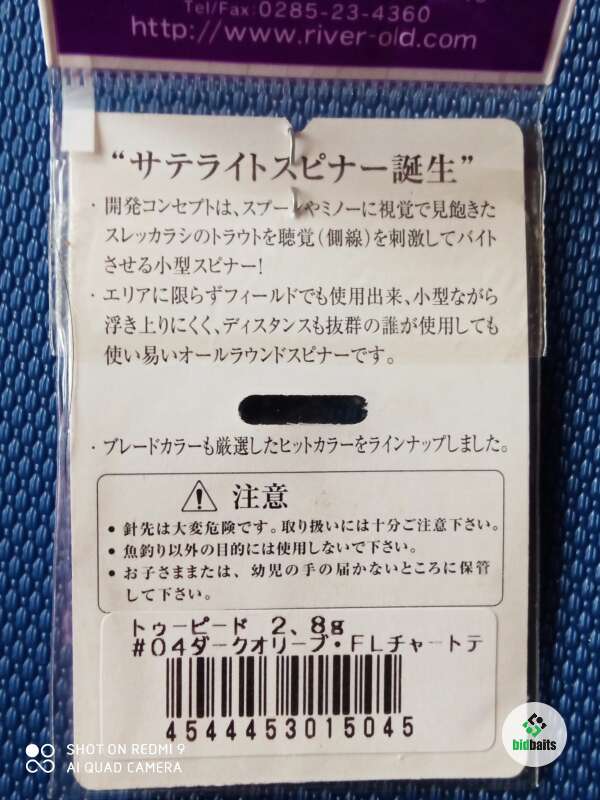 Tel/Fax:0285-23-4360
http://www.river-old.com
“サテライトスピナー誕生”
・開発コンセプトは、スプーンやミノーに視覚で見飽きた
スレッカラシのトラウトを聴覚(側線)を刺激してバイト
させる小型スピナー!
・エリアに限らずフィールドでも使用出来、小型ながら
浮き上りにくく、ディスタンスも抜群の誰が使用しても
使い易いオールラウンドスピナーです。
・ブレードカラーも厳選したヒットカラーをラインナップしました。
注意
● 針先は大変危険です。取り扱いには十分ご注意下さい。
● 魚釣り以外の目的には使用しないで下さい。
● お子さままたは、幼児の手の届かないところに保管
して下さい。
トゥーピード 2.8g
#04ダークオリーブ・FLチャートテ
4544453015045
SHOT ON REDMI 9
AI QUAD CAMERA
bidbaits